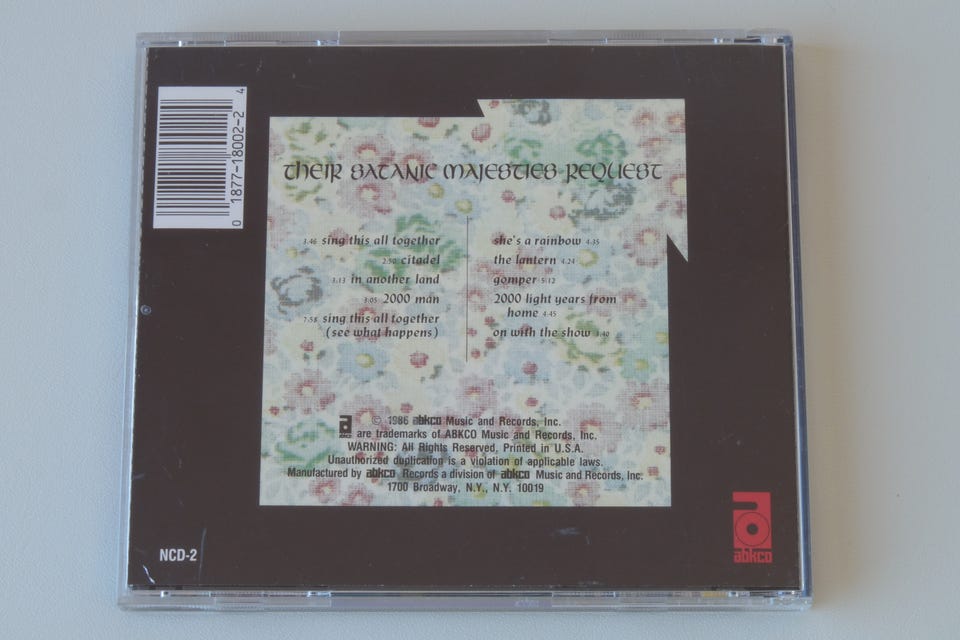 0 1877-18002-2 4
their satanic majesties request
3:46 sing this all together
2:50 citadel
3:13 in another land
3:05 2000 man
7:58 sing this all together
(see what happens)
she's a rainbow 4:35
the lantern 4:24
gomper 5:12
2000 light years from
home 4:45
on with the show 3:40
© 1986 abkco Music and Records, Inc.
a abkco are trademarks of ABKCO Music and Records, Inc.
WARNING: All Rights Reserved. Printed in U.S.A.
Unauthorized duplication is a violation of applicable laws.
Manufactured by abkco Records a division of abkco Music and Records, Inc.
1700 Broadway, N.Y., N.Y. 10019
NCD-2
abkco